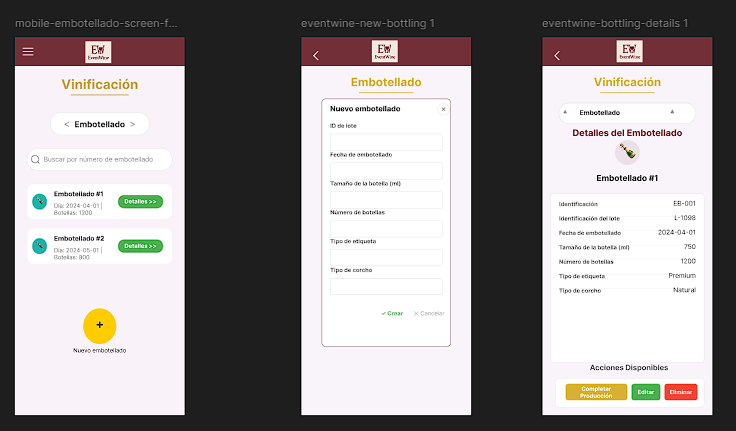 mobile-embotellado-screen-f...
EventWine
Vinificación
< Embotellado >
Buscar por número de embotellado
Embotellado #1
Día: 2024-04-01 |
Botellas: 1200
Detalles >>
Embotellado #2
Día: 2024-05-01 |
Botellas: 900
Detalles >>
+
Nuevo embotellado
eventwine-new-bottling 1
EventWine
Embotellado
Nuevo embotellado
ID de lote
Fecha de embotellado
Tamaño de la botella (ml)
Número de botellas
Tipo de etiqueta
Tipo de corcho
Crear
Cancelar
eventwine-bottling-details 1
EventWine
Vinificación
Embotellado
Detalles del Embotellado
Embotellado #1
Identificación EB-001
Identificación del lote L-1098
Fecha de embotellado 2024-04-01
Tamaño de la botella (ml) 750
Número de botellas 1200
Tipo de etiqueta Premium
Tipo de corcho Natural
Acciones Disponibles
Completar
Producción
Editar
Eliminar